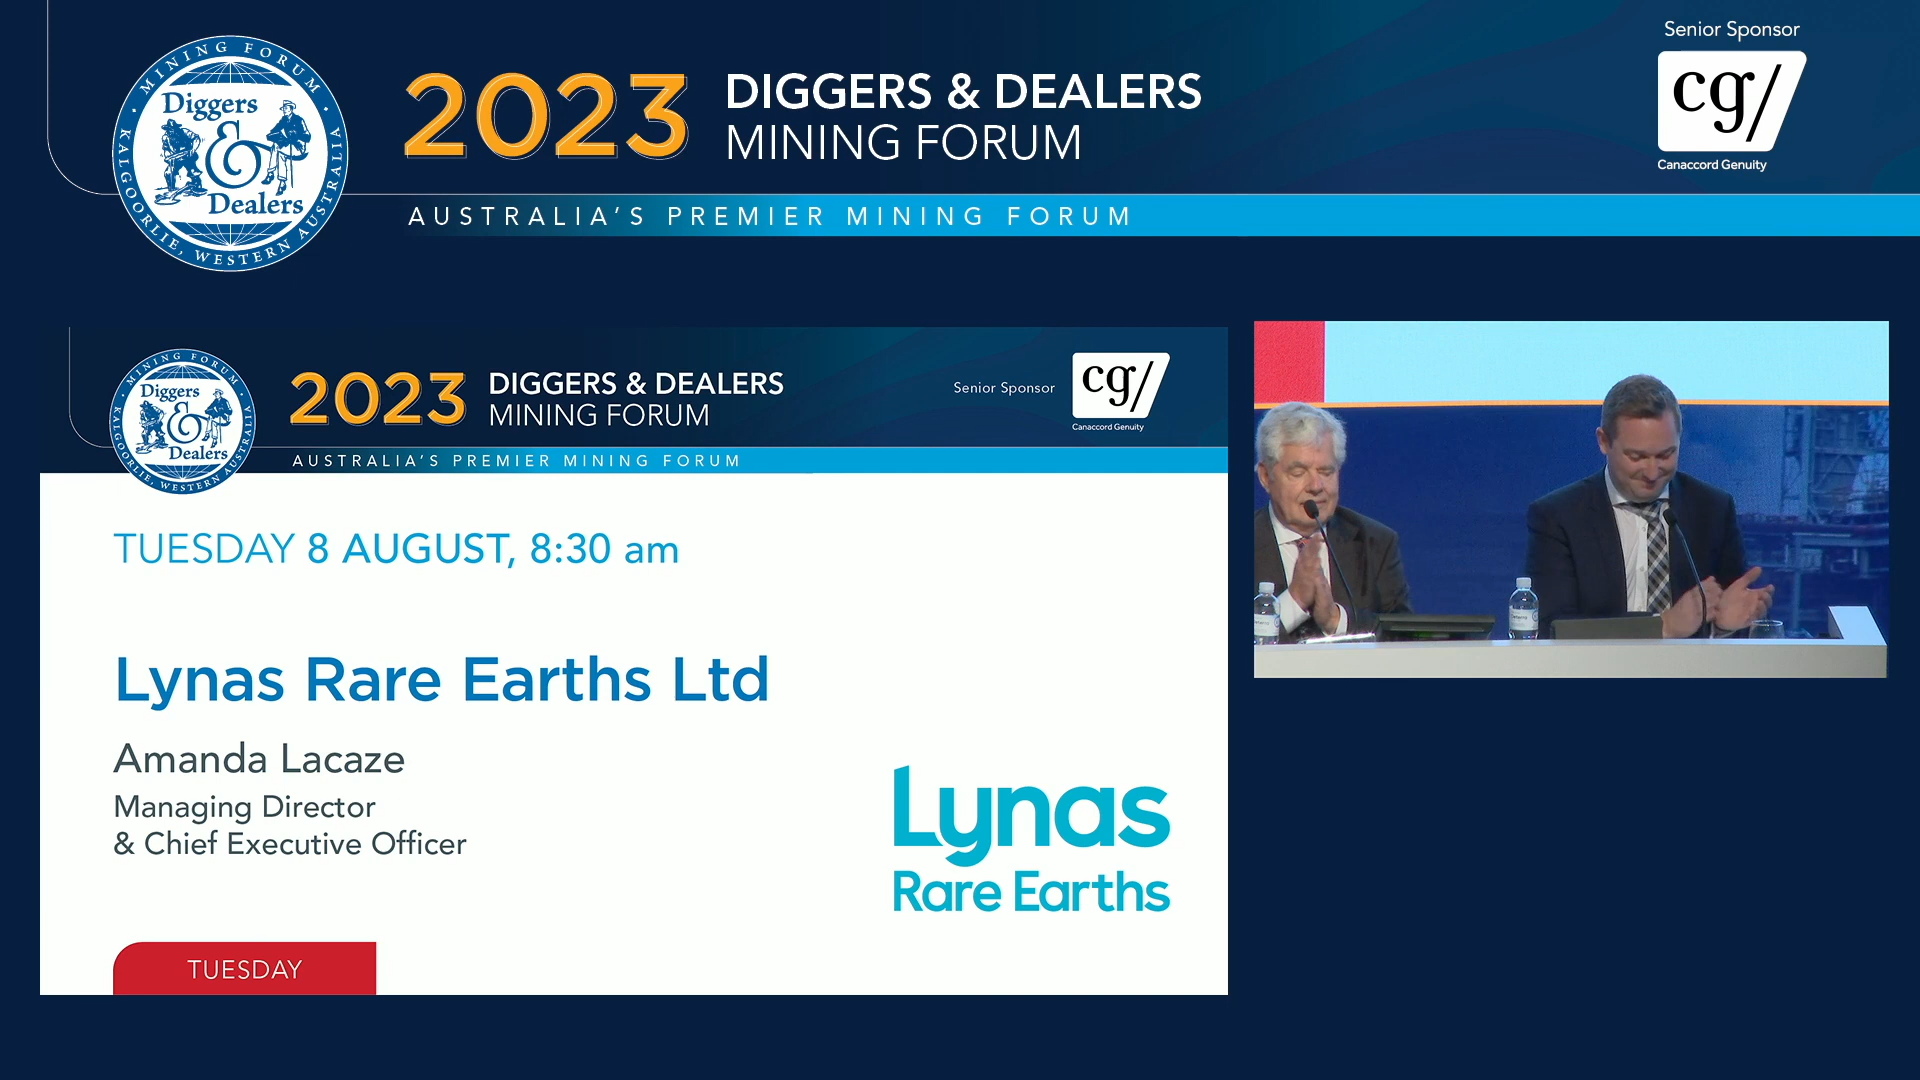 MINING FORUM
Diggers
&
Dealers
KALGOORLIE, WESTERN AUSTRALIA
2023 DIGGERS & DEALERS
MINING FORUM
AUSTRALIA'S PREMIER MINING FORUM
Senior Sponsor
cg/
Canaccord Genuity
MINING FORUM
Diggers
&
Dealers
KALGOORLIE, WESTERN AUSTRALIA
2023 DIGGERS & DEALERS
MINING FORUM
AUSTRALIA'S PREMIER MINING FORUM
Senior Sponsor
cg/
Canaccord Genuity
TUESDAY 8 AUGUST, 8:30 am
Lynas Rare Earths Ltd
Amanda Lacaze
Managing Director
& Chief Executive Officer
Lynas
Rare Earths
TUESDAY